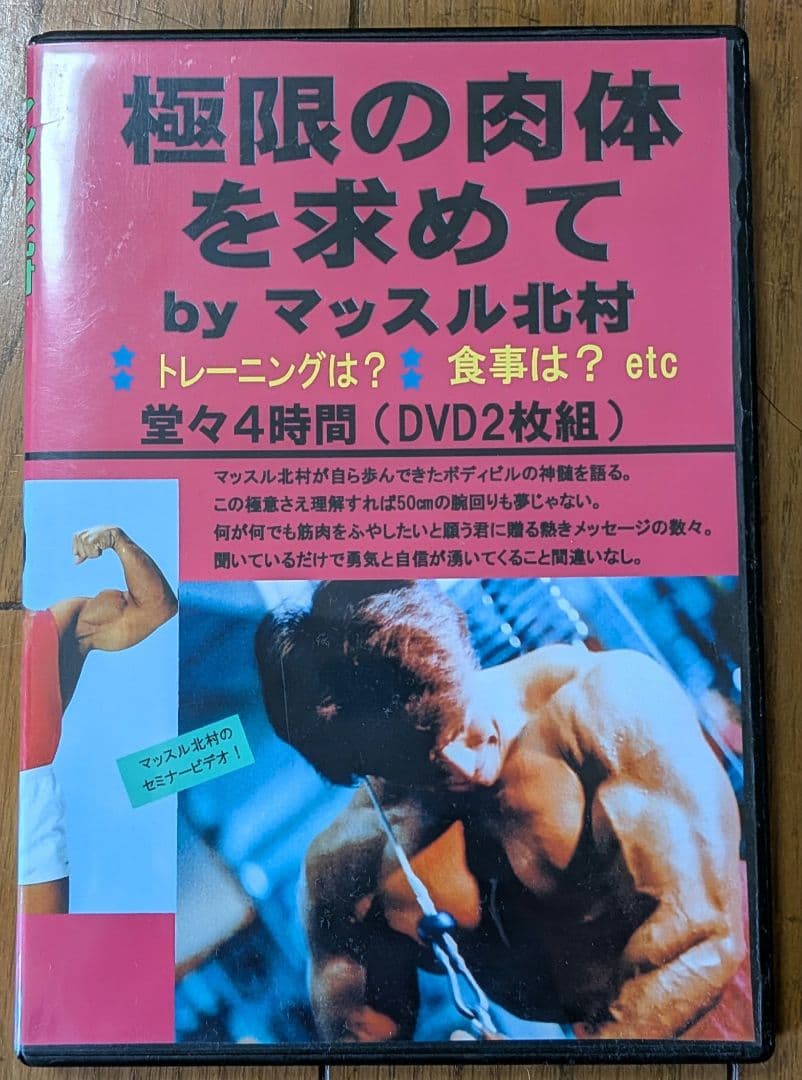 極限の肉体
を求めて
by マッスル北村
トレーニングは? 食事は? etc
堂々4時間(DVD2枚組)
マッスル北村が自ら歩んできたボディビルの神髄を語る。
この極意さえ理解すれば50cmの腕回りも夢じゃない。
何が何でも筋肉をふやしたいと願う君に贈る熱きメッセージの数々。
聞いているだけで勇気と自信が湧いてくること間違いなし。
マッスル北村の
セミナービデオ!